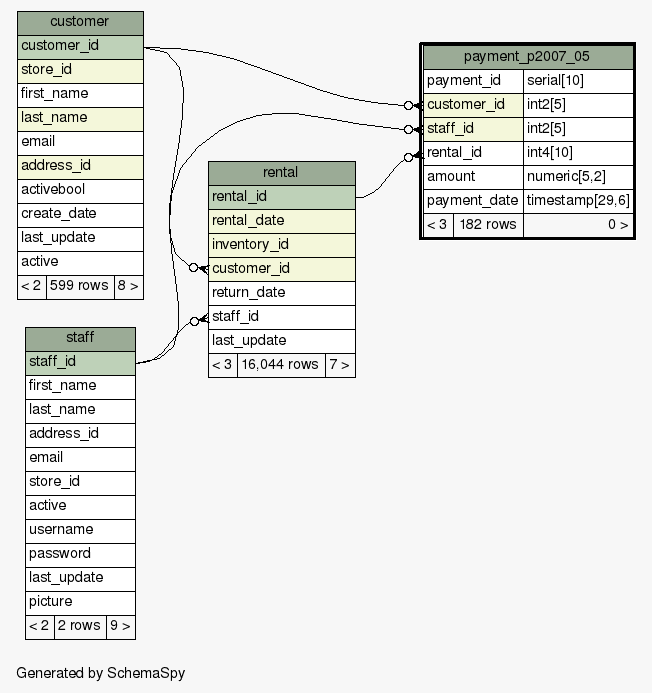 customer
customer_id
store_id
first_name
last_name
email
address_id
activebool
create_date
last_update
active
< 2 599 rows 8 >
payment_p2007_05
payment_id serial[10]
customer_id int2[5]
staff_id int2[5]
rental_id int4[10]
amount numeric[5,2]
payment_date timestamp[29,6]
< 3 182 rows 0 >
rental
rental_id
rental_date
inventory_id
customer_id
return_date
staff_id
last_update
< 3 16,044 rows 7 >
staff
staff_id
first_name
last_name
address_id
email
store_id
active
username
password
last_update
picture
< 2 2 rows 9 >
Generated by SchemaSpy